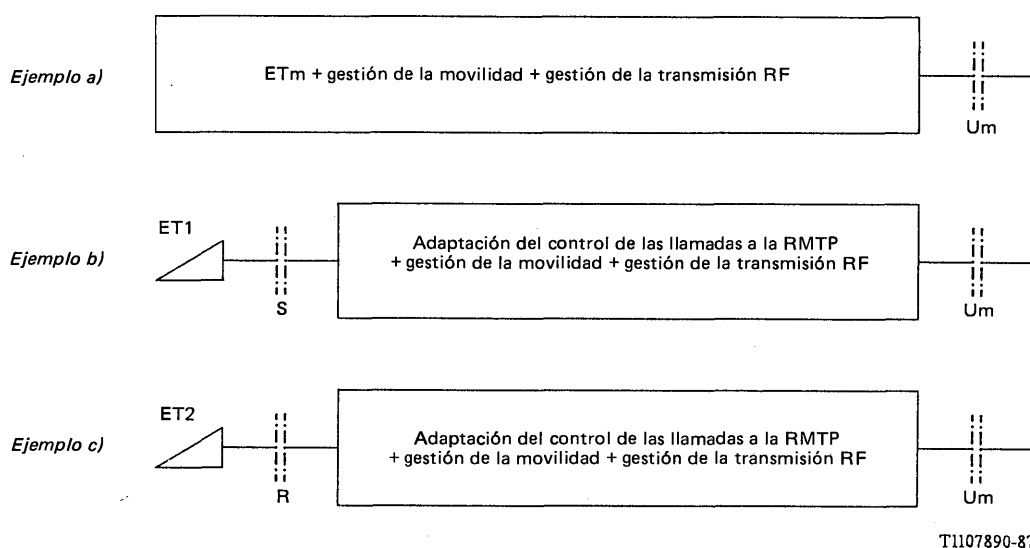 Ejemplo a)
ETm + gestión de la movilidad + gestión de la transmisión RF
Um
ET1
Ejemplo b)
Adaptación del control de las llamadas a la RMTP
+ gestión de la movilidad + gestión de la transmisión RF
S
Um
ET2
Ejemplo c)
Adaptación del control de las llamadas a la RMTP
+ gestión de la movilidad + gestión de la transmisión RF
R
Um
T1107890-87